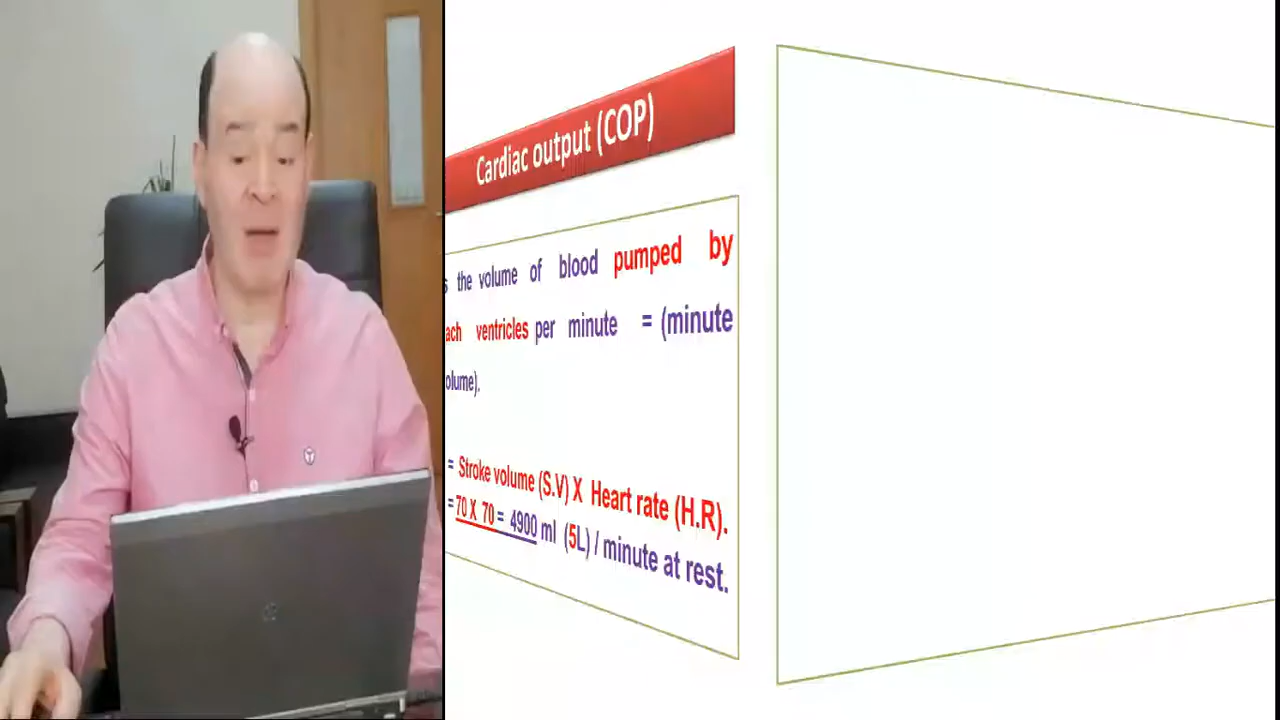 Cardiac output (COP)
s the volume of blood pumped by
ach ventricles per minute = (minute
olume).
= Stroke volume (S.V) X Heart rate (H.R).
= 70 X 70 = 4900 ml (5L) / minute at rest.